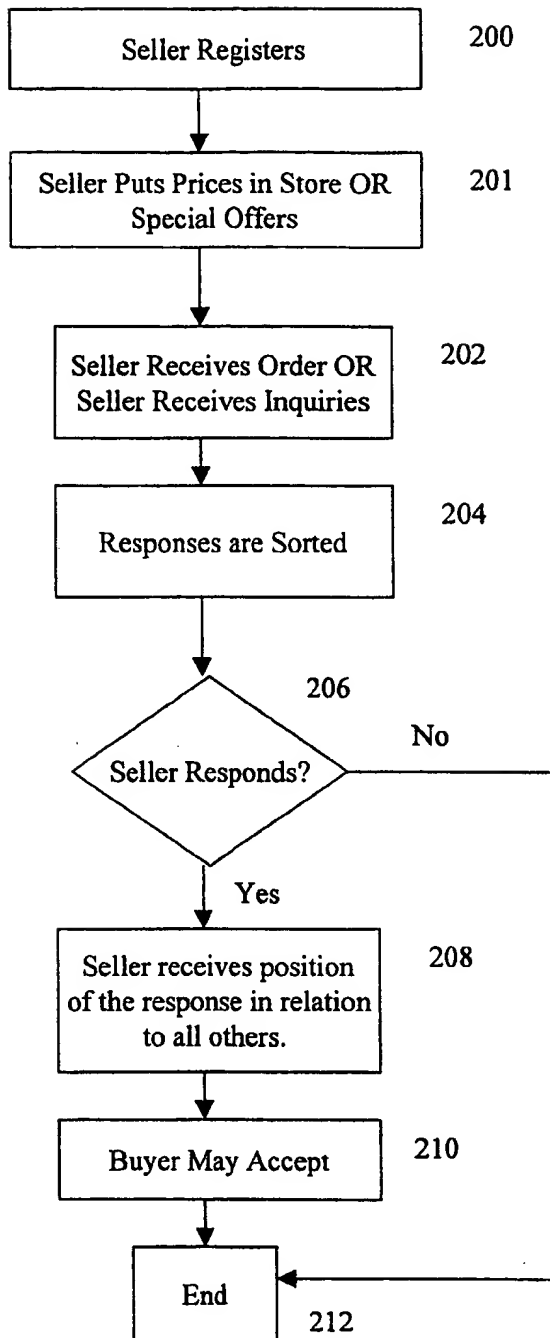 Seller Registers
200
Seller Puts Prices in Store OR
Special Offers
201
Seller Receives Order OR
Seller Receives Inquiries
202
Responses are Sorted
204
206
Seller Responds?
No
Yes
Seller receives position
of the response in relation
to all others.
208
Buyer May Accept
210
End
212